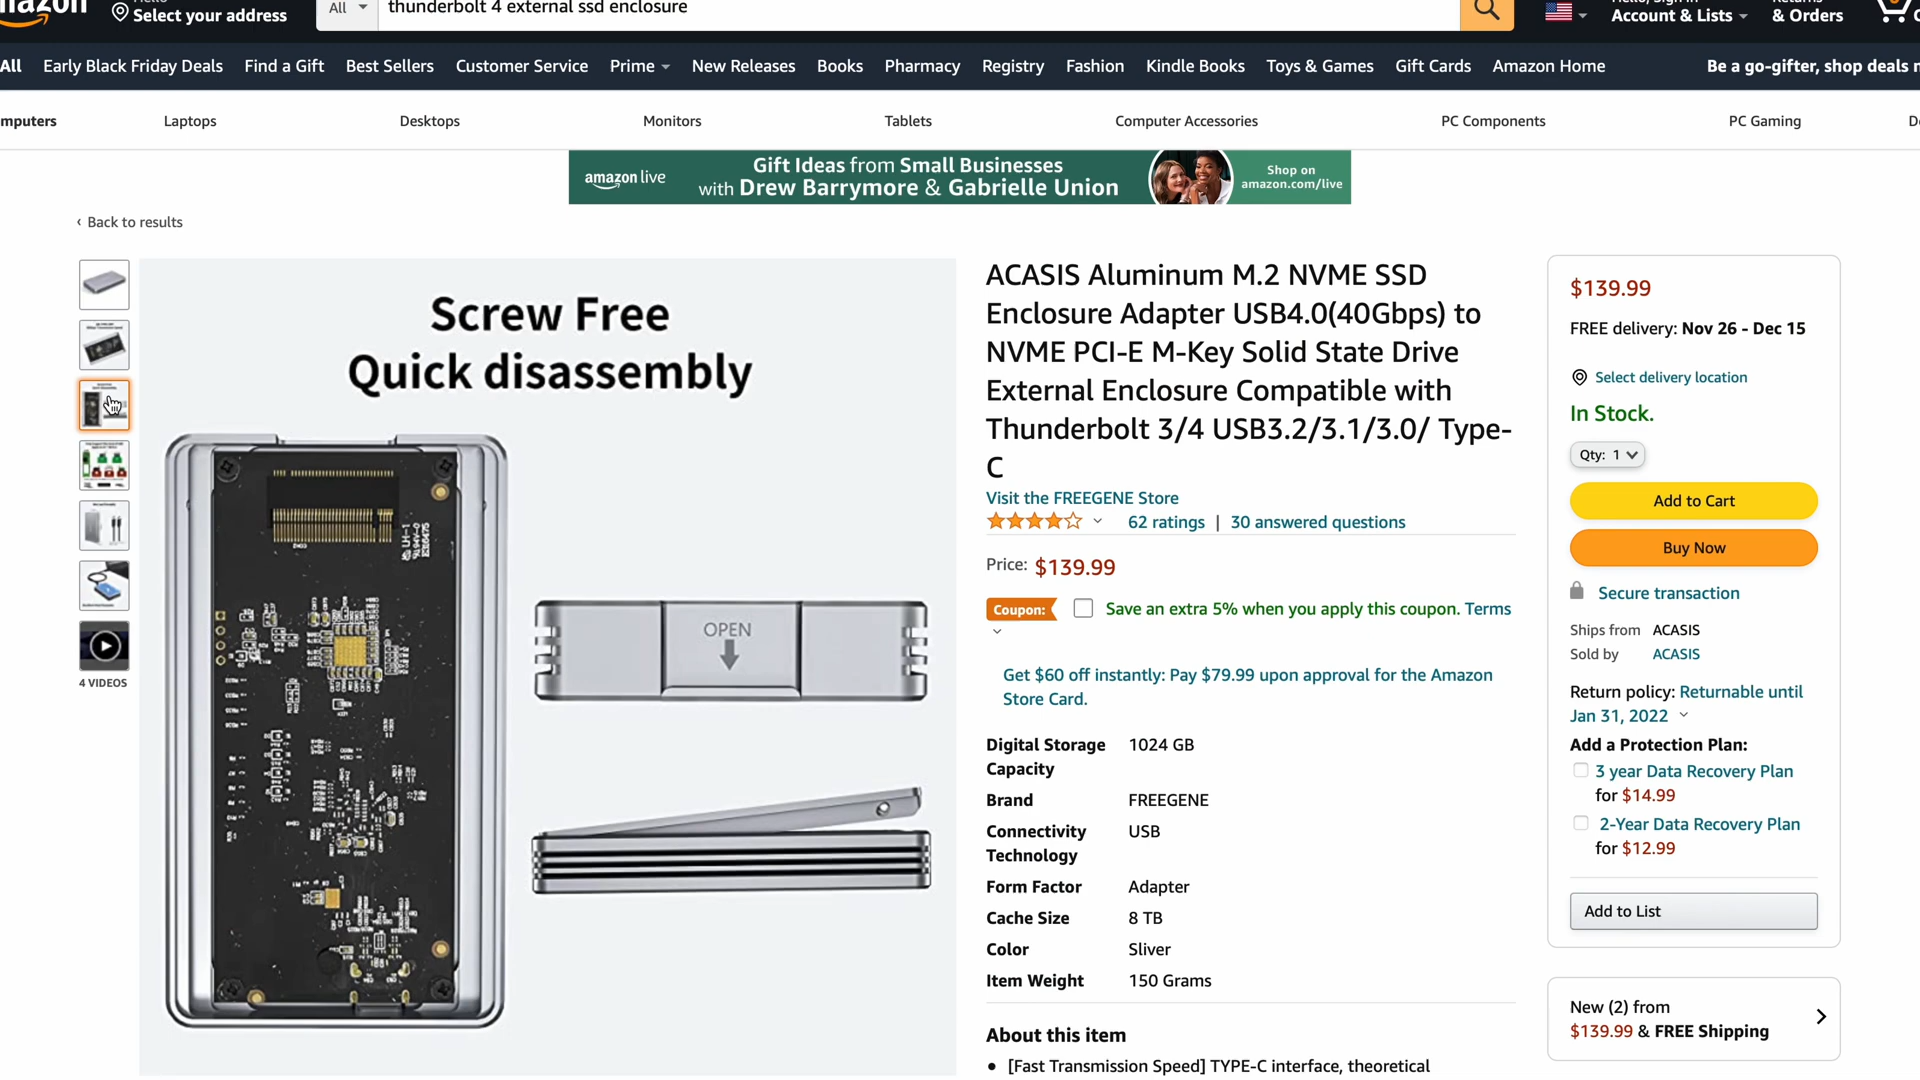 Select your address
All
thunderbolt 4 external ssd enclosure
Account & Lists
& Orders
All Early Black Friday Deals Find a Gift Best Sellers Customer Service Prime New Releases Books Pharmacy Registry Fashion Kindle Books Toys & Games Gift Cards Amazon Home Be a go-gifter, shop deals
mputers Laptops Desktops Monitors Tablets Computer Accessories PC Components PC Gaming
amazon live
Gift Ideas from Small Businesses
with Drew Barrymore & Gabrielle Union
Shop on
amazon.com/live
‹ Back to results
4 VIDEOS
Screw Free
Quick disassembly
OPEN
ACASIS Aluminum M.2 NVME SSD
Enclosure Adapter USB4.0(40Gbps) to
NVME PCI-E M-Key Solid State Drive
External Enclosure Compatible with
Thunderbolt 3/4 USB3.2/3.1/3.0/ Type-
C
Visit the FREEGENE Store
62 ratings | 30 answered questions
Price: $139.99
Coupon: Save an extra 5% when you apply this coupon. Terms
Get $60 off instantly: Pay $79.99 upon approval for the Amazon
Store Card.
Digital Storage 1024 GB
Capacity
Brand FREEGENE
Connectivity USB
Technology
Form Factor Adapter
Cache Size 8 TB
Color Sliver
Item Weight 150 Grams
About this item
• [Fast Transmission Speed] TYPE-C interface, theoretical
$139.99
FREE delivery: Nov 26 - Dec 15
Select delivery location
In Stock.
Qty: 1
Add to Cart
Buy Now
Secure transaction
Ships from ACASIS
Sold by ACASIS
Return policy: Returnable until
Jan 31, 2022
Add a Protection Plan:
3 year Data Recovery Plan
for $14.99
2-Year Data Recovery Plan
for $12.99
Add to List
New (2) from
$139.99 & FREE Shipping